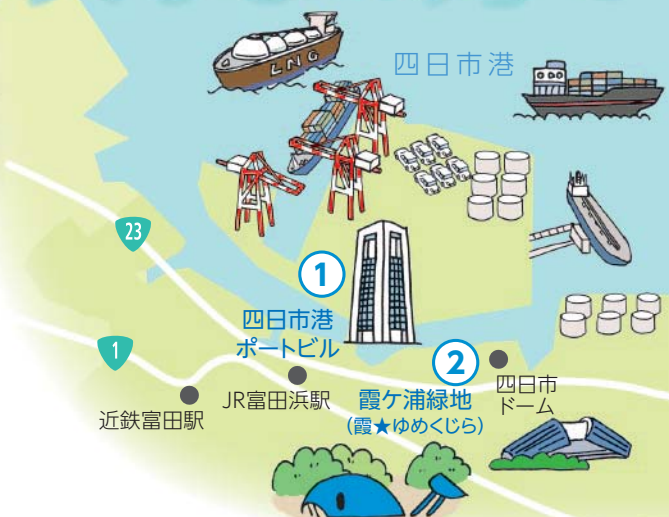 LNG
四日市港
23
①
四日市港
ポートビル
1
②
霞ケ浦緑地
(霞★ゆめくじら)
四日市
ドーム
JR富田浜駅
近鉄富田駅